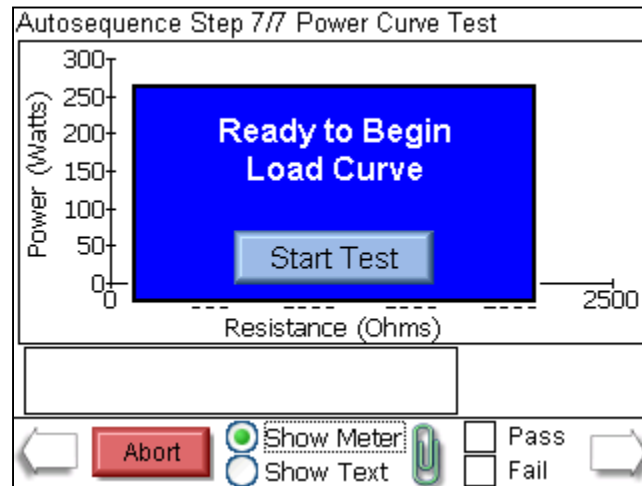 Autosequence Step 7/7 Power Curve Test
300
250
200
150
100
50
0
Power (Watts)
Ready to Begin
Load Curve
Start Test
0
2500
Resistance (Ohms)
Abort
Show Meter
Show Text
Pass
Fail